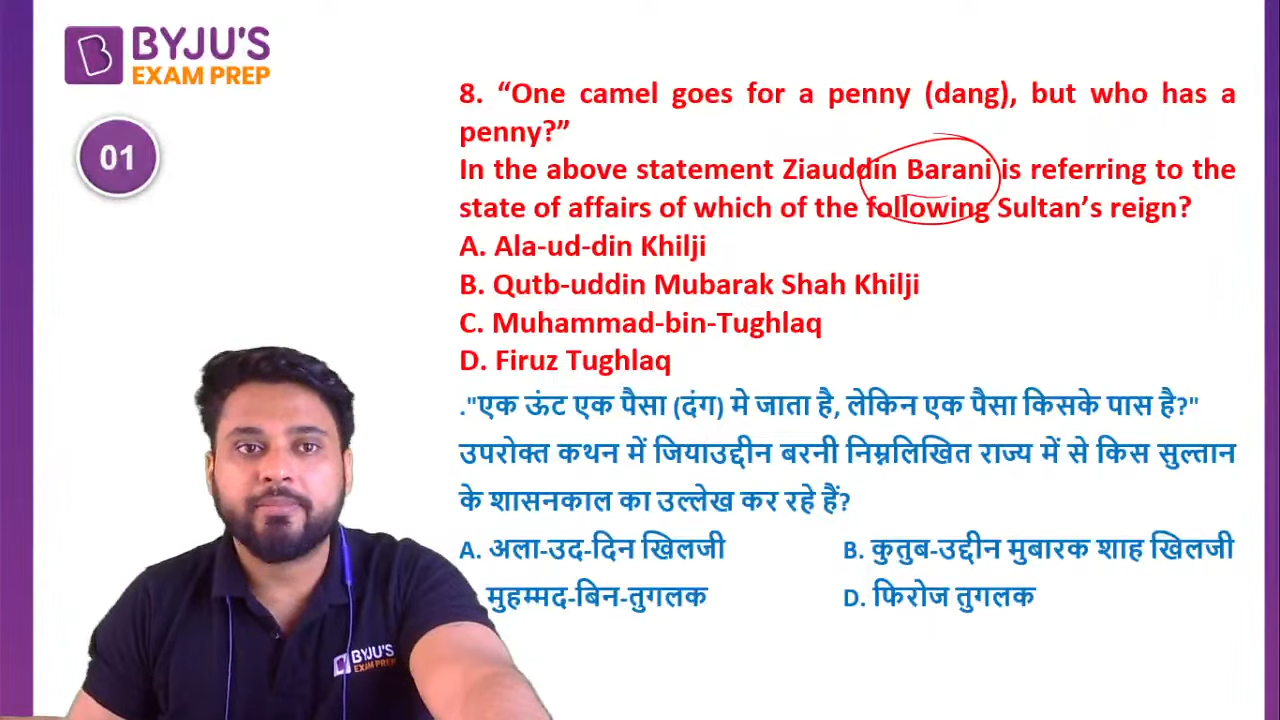 BYJU'S
EXAM PREP
01
8. “One camel goes for a penny (dang), but who has a
penny?”
In the above statement Ziauddin Barani is referring to the
state of affairs of which of the following Sultan’s reign?
A. Ala-ud-din Khilji
B. Qutb-uddin Mubarak Shah Khilji
C. Muhammad-bin-Tughlaq
D. Firuz Tughlaq
."एक ऊंट एक पैसा (दंग) मे जाता है, लेकिन एक पैसा किसके पास है?"
उपरोक्त कथन में जियाउद्दीन बरनी निम्नलिखित राज्य में से किस सुल्तान
के शासनकाल का उल्लेख कर रहे हैं?
A. अला-उद-दिन खिलजी B. कुतुब-उद्दीन मुबारक शाह खिलजी
मुहम्मद-बिन-तुगलक D. फिरोज तुगलक
BYJU'S
EXAM PREP